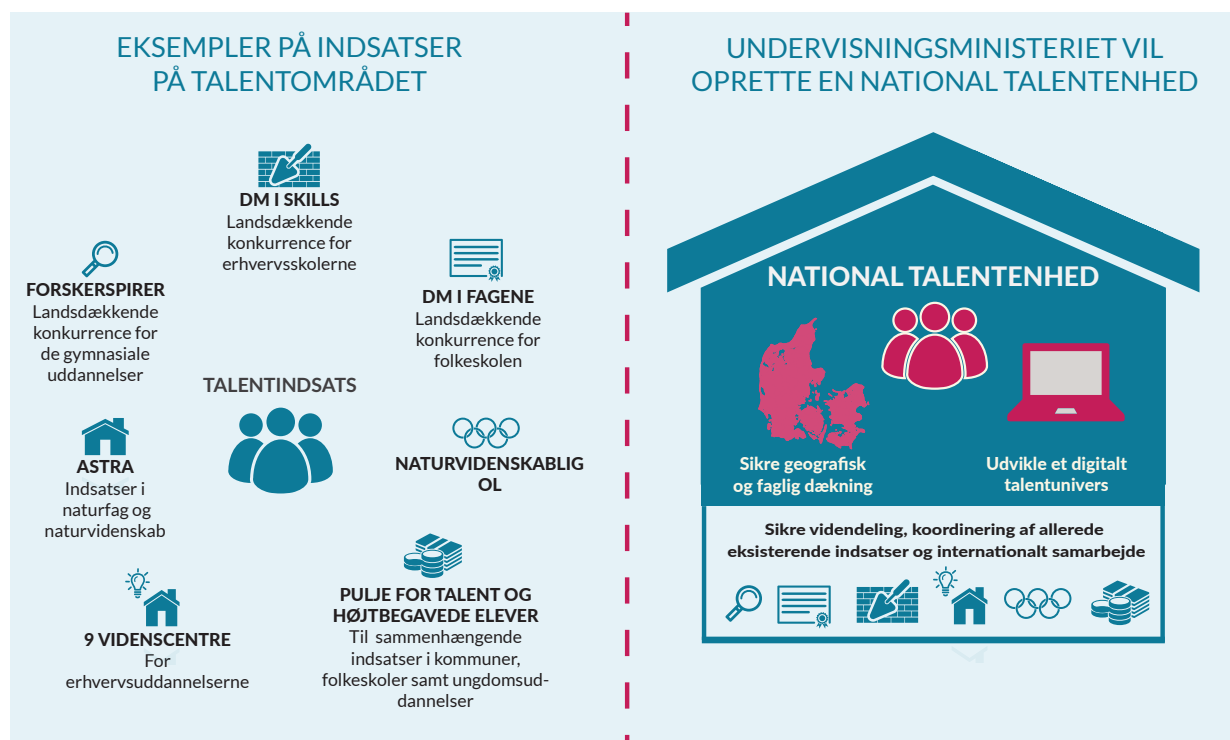 EKSEMPLER PÅ INDSATSER
PÅ TALENTOMRÅDET
DM I SKILLS
Landsdækkende
konkurrence for
erhvervsskolerne
FORSKERSPIRER
Landsdækkende
konkurrence for
de gymnasiale
uddannelser
DM I FAGENE
Landsdækkende
konkurrence for
folkeskolen
TALENTINDSATS
ASTRA
Indsatser i
naturfag og
naturvidenskab
NATURVIDENSKABLIG
OL
9 VIDENSCENTRE
For
erhvervsuddannelserne
PULJE FOR TALENT OG
HØJTBEGAVEDE ELEVER
Til sammenhængende
indsatser i kommuner,
folkeskoler samt ungdomsud-
dannelser
UNDERVISNINGSMINISTERIET VIL
OPRETTE EN NATIONAL TALENTENHED
NATIONAL TALENTENHED
Sikre geografisk
og faglig dækning
Udvikle et digitalt
talentunivers
Sikre videndeling, koordinering af allerede
eksisterende indsatser og internationalt samarbejde